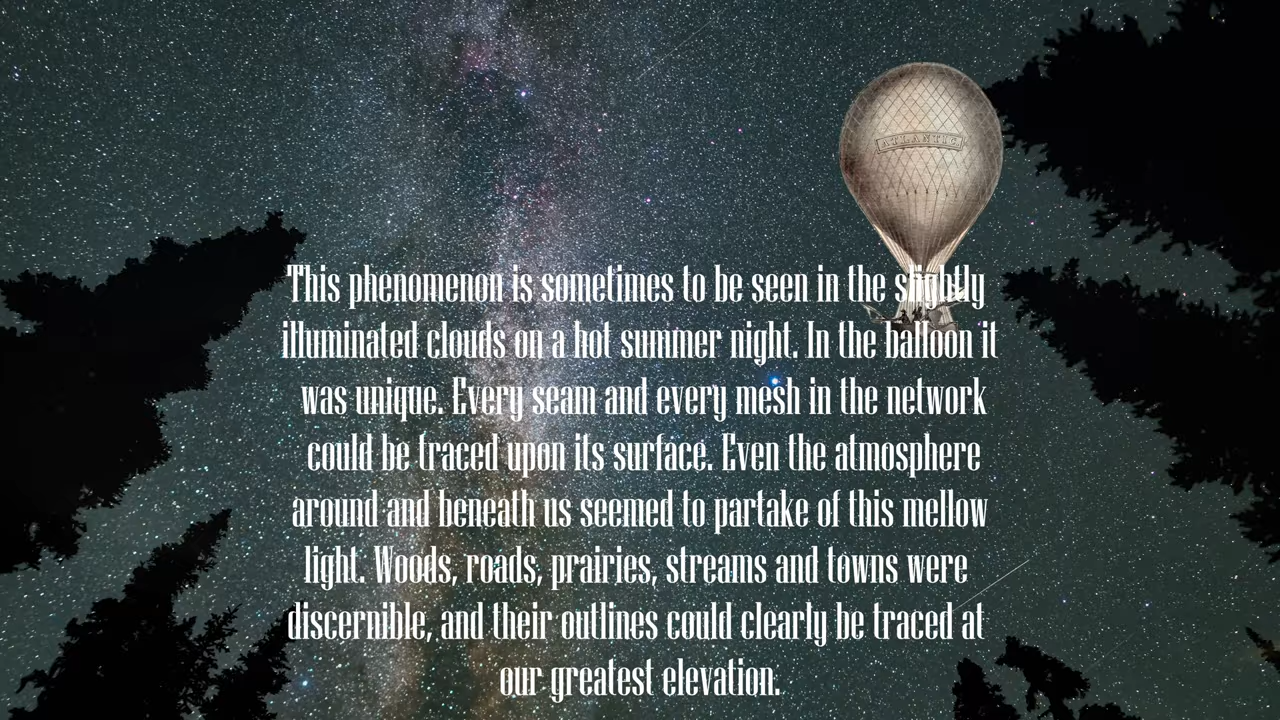 ATLANTIC
This phenomenon is sometimes to be seen in the slightly
illuminated clouds on a hot summer night. In the balloon it
was unique. Every seam and every mesh in the network
could be traced upon its surface. Even the atmosphere
around and beneath us seemed to partake of this mellow
light. Woods, roads, prairies, streams and towns were
discernible, and their outlines could clearly be traced at
our greatest elevation.